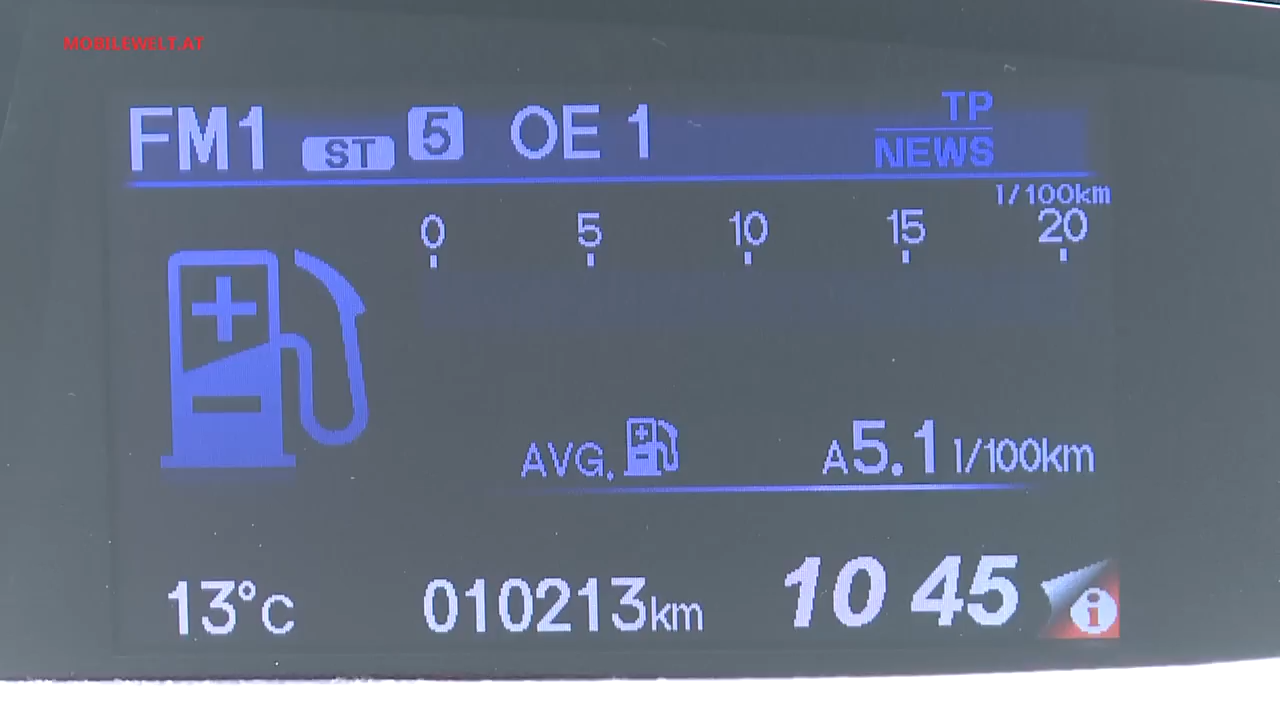 MOBILEWELT.AT
FM1 ST 5 OE 1 TP
NEWS
l/100km
0 5 10 15 20
AVG. A5.1 l/100km
13°C 010213km 10 45 i